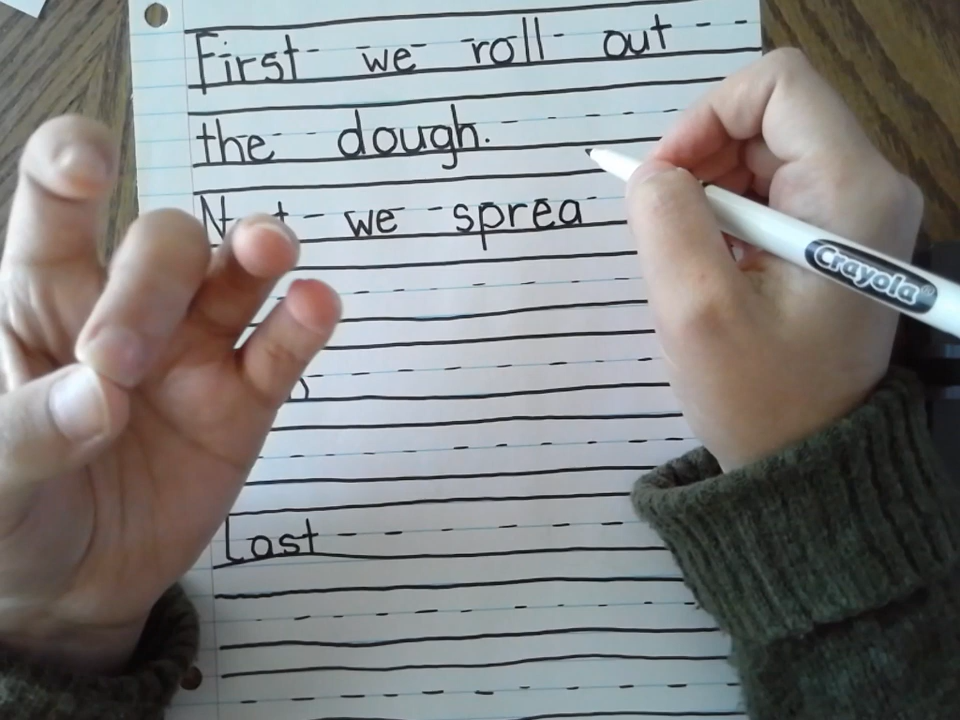 First we roll out
the dough.
we sprea
Last
Crayola